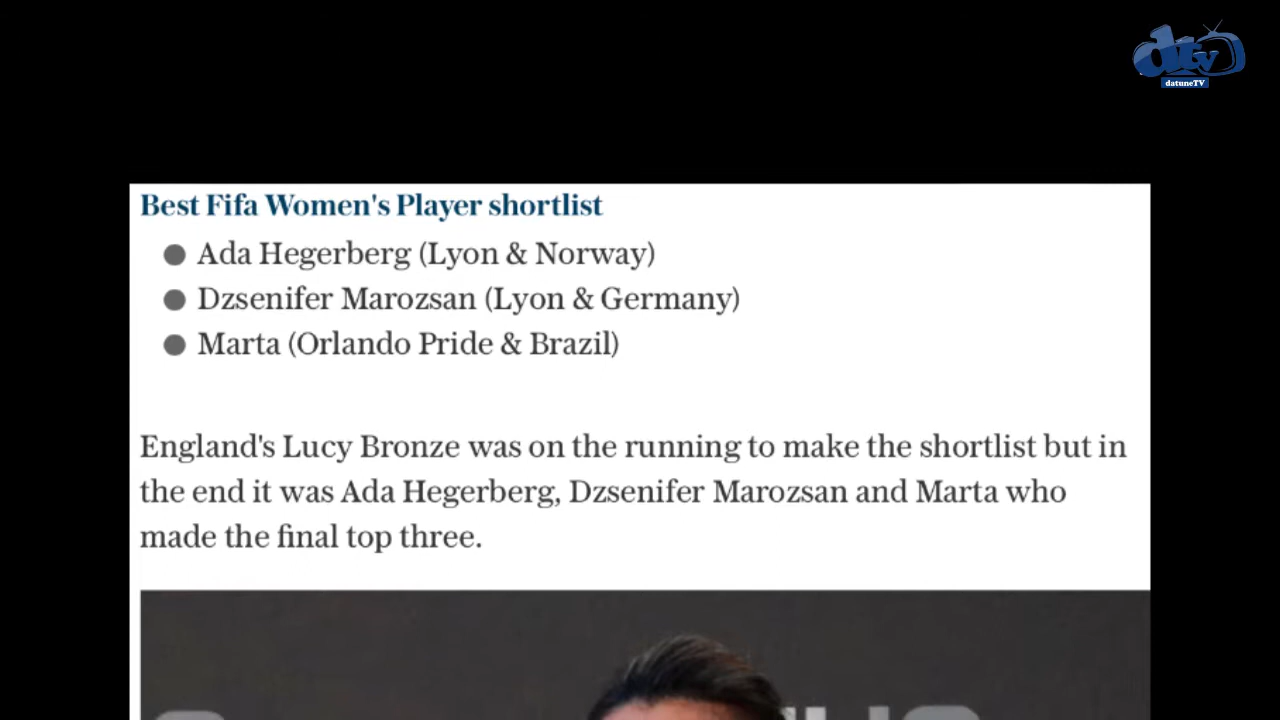 dtv
datuneTV
Best Fifa Women's Player shortlist
Ada Hegerberg (Lyon & Norway)
Dzsenifer Marozsan (Lyon & Germany)
Marta (Orlando Pride & Brazil)
England's Lucy Bronze was on the running to make the shortlist but in
the end it was Ada Hegerberg, Dzsenifer Marozsan and Marta who
made the final top three.